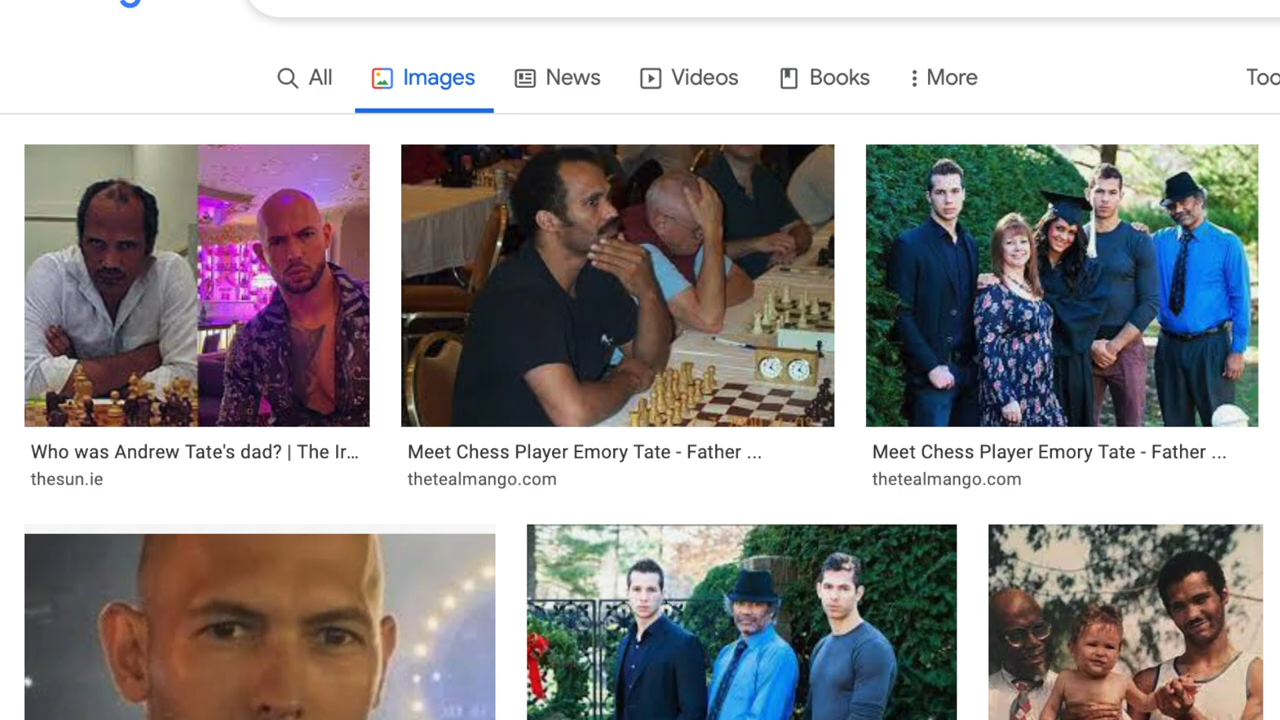 All Images News Videos Books More Too
Who was Andrew Tate's dad? | The Ir...
Meet Chess Player Emory Tate - Father ...
Meet Chess Player Emory Tate - Father ...
thesun.ie
thetealmango.com
thetealmango.com